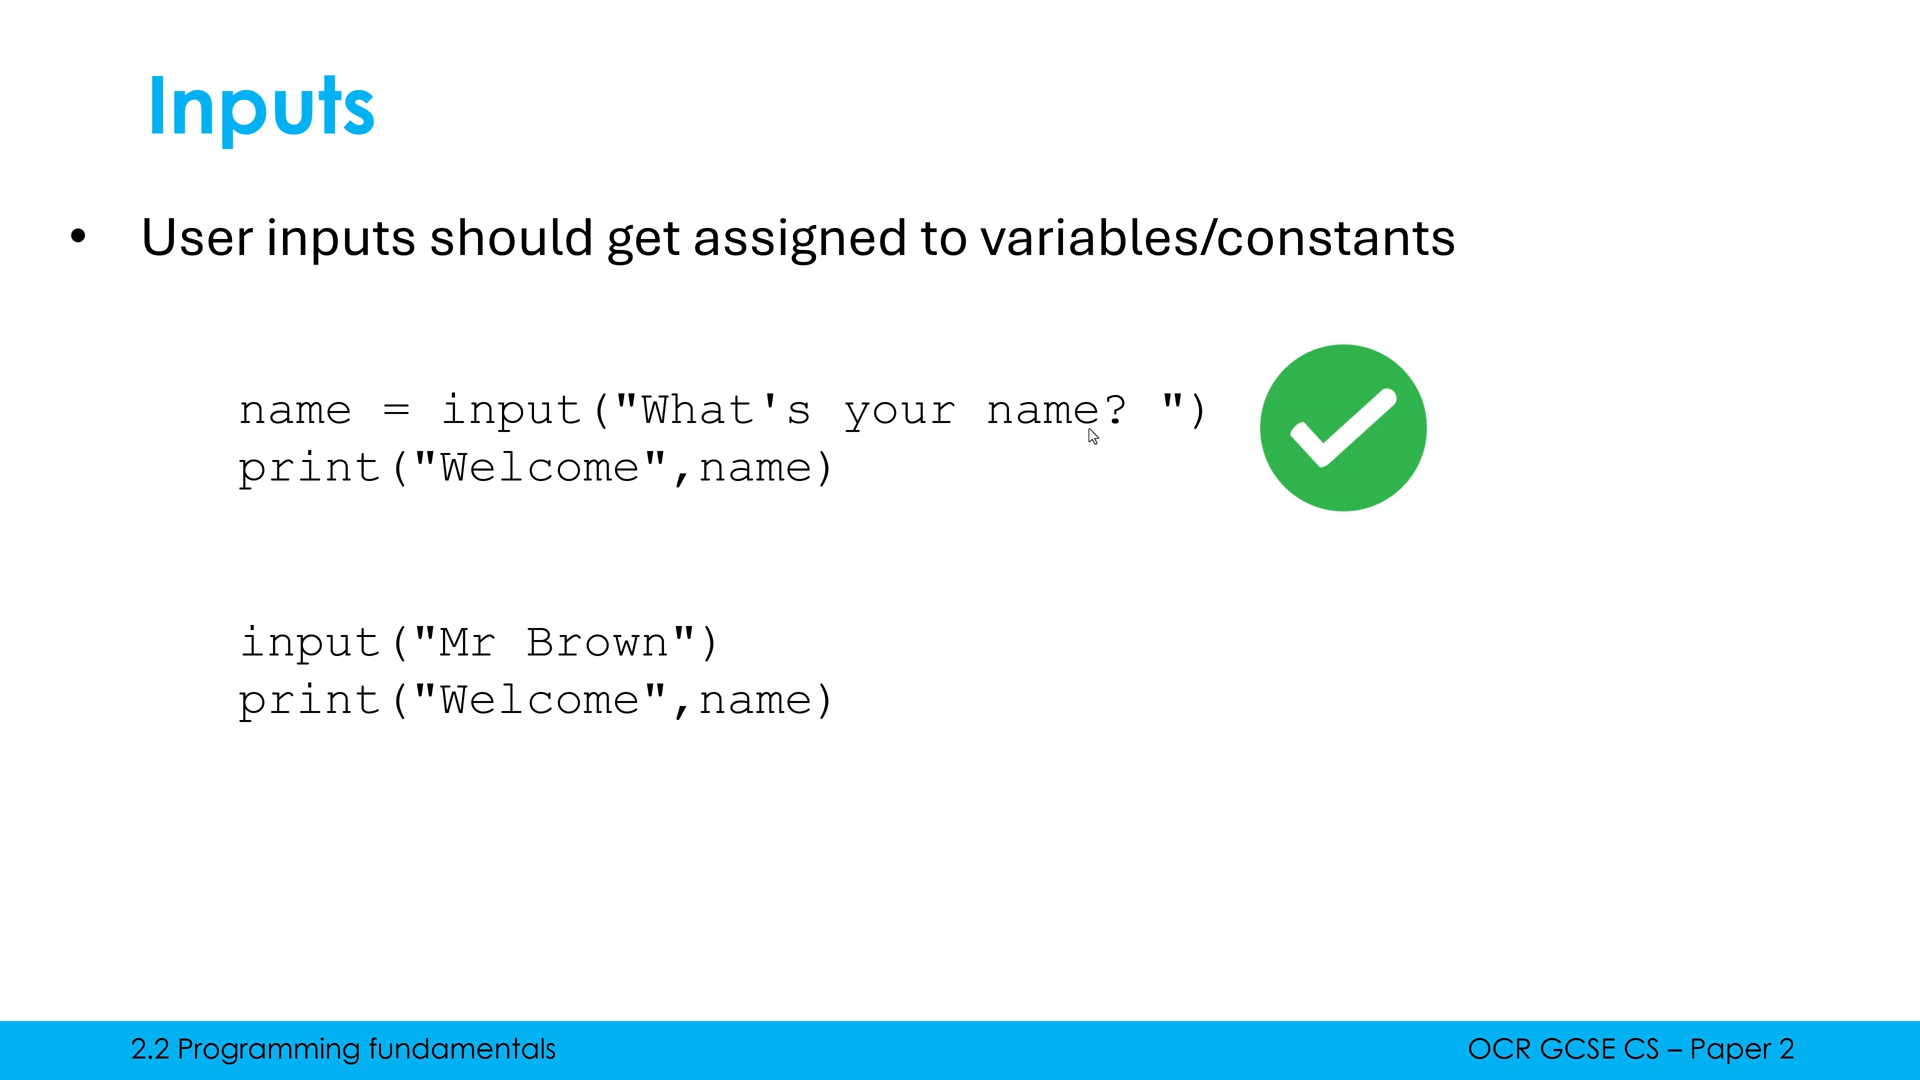 Inputs
• User inputs should get assigned to variables/constants
name = input("What's your name? ")
print("Welcome",name)
input("Mr Brown")
print("Welcome",name)
2.2 Programming fundamentals
OCR GCSE CS – Paper 2